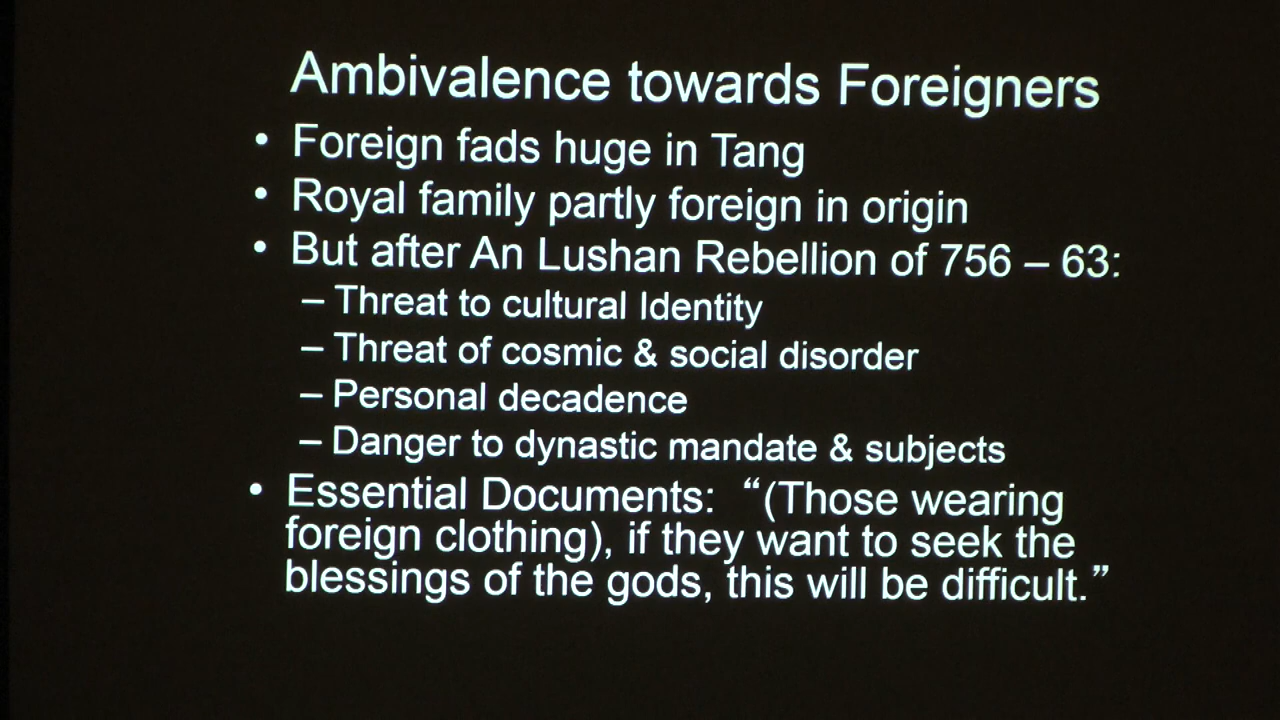 Ambivalence towards Foreigners
• Foreign fads huge in Tang
• Royal family partly foreign in origin
• But after An Lushan Rebellion of 756 – 63:
– Threat to cultural Identity
– Threat of cosmic & social disorder
– Personal decadence
– Danger to dynastic mandate & subjects
• Essential Documents: “(Those wearing
foreign clothing), if they want to seek the
blessings of the gods, this will be difficult.”